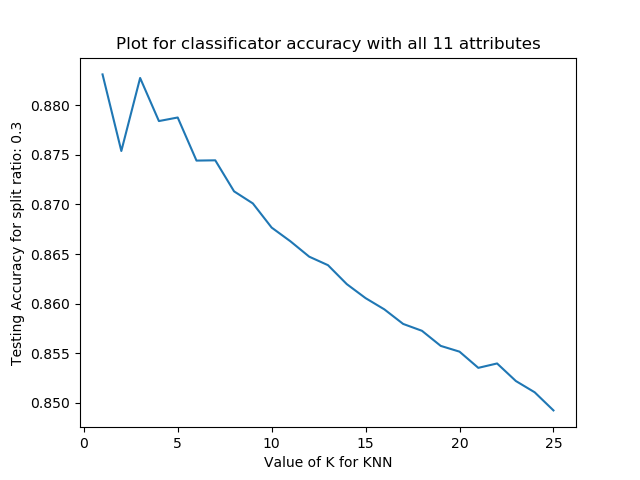 Plot for classificator accuracy with all 11 attributes
Testing Accuracy for split ratio: 0.3
0.880
0.875
0.870
0.865
0.860
0.855
0.850
0 5 10 15 20 25
Value of K for KNN